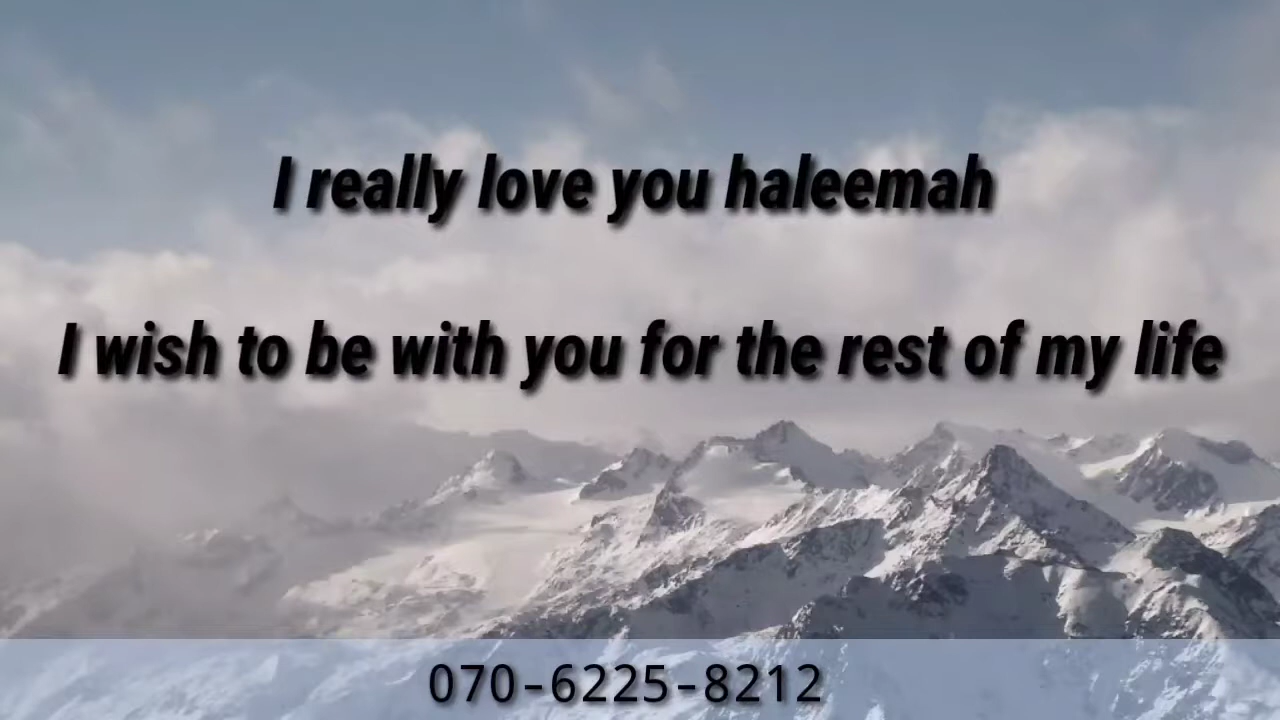 I really love you haleemah
I wish to be with you for the rest of my life
070-6225-8212